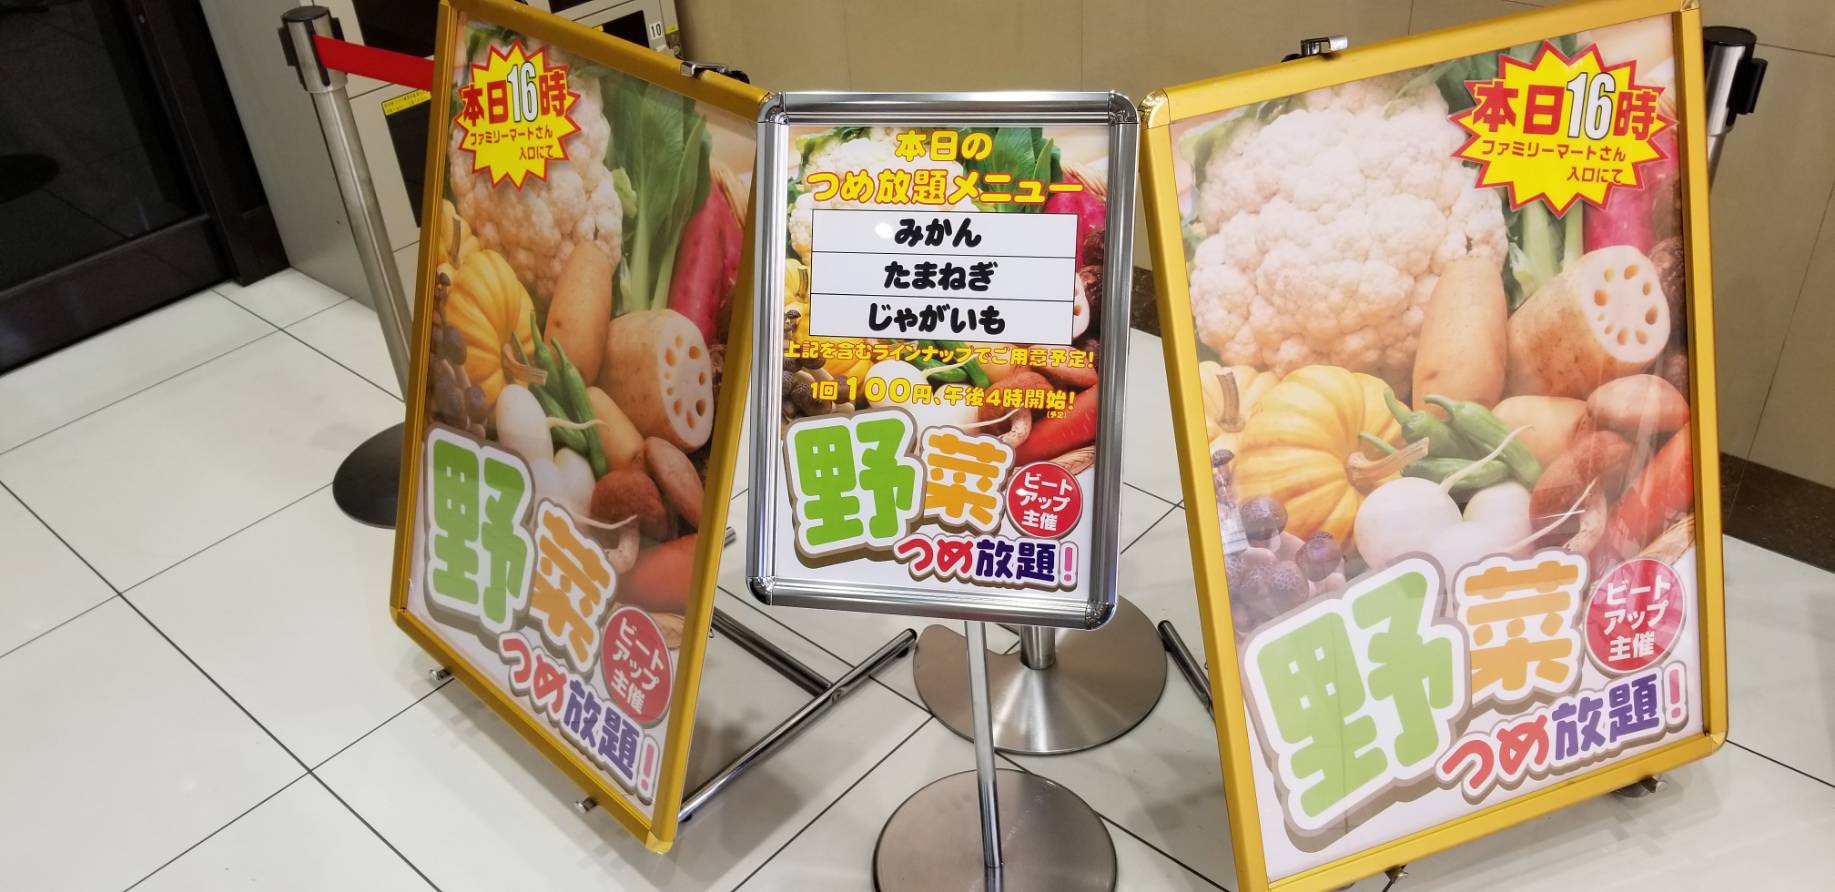 10
本日16時
ファミリーマートさん
入口にて
野菜
つめ放題!
ビート
アップ
主催
本日の
つめ放題メニュー
みかん
たまねぎ
じゃがいも
上記を含むラインナップでご用意予定!
1回100円、午後4時開始!
(予定)
野菜
つめ放題!
ビート
アップ
主催
本日16時
ファミリーマートさん
入口にて
野菜
つめ放題!
ビート
アップ
主催